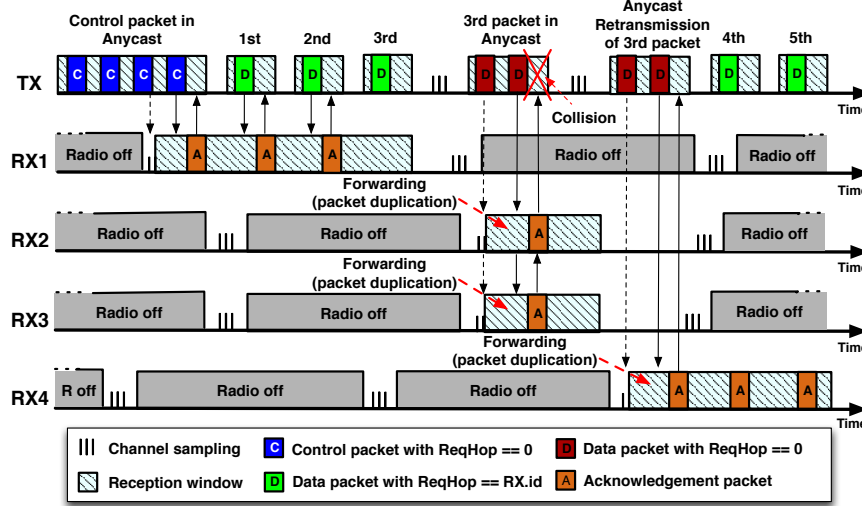 Control packet in
Anycast
1st
2nd
3rd
3rd packet in
Anycast
Anycast
Retransmission
of 3rd packet
4th
5th
TX
C
C
C
C
D
D
D
D
D
D
D
D
D
Time
Collision
RX1
Radio off
A
A
A
Radio off
Radio off
Time
Forwarding
(packet duplication)
RX2
Radio off
Radio off
A
Radio off
Time
Forwarding
(packet duplication)
RX3
Radio off
Radio off
A
Radio off
Time
Forwarding
(packet duplication)
RX4
R off
Radio off
Radio off
A
A
A
Time
Channel sampling
C
Control packet with ReqHop == 0
D
Data packet with ReqHop == 0
Reception window
D
Data packet with ReqHop == RX.id
A
Acknowledgement packet